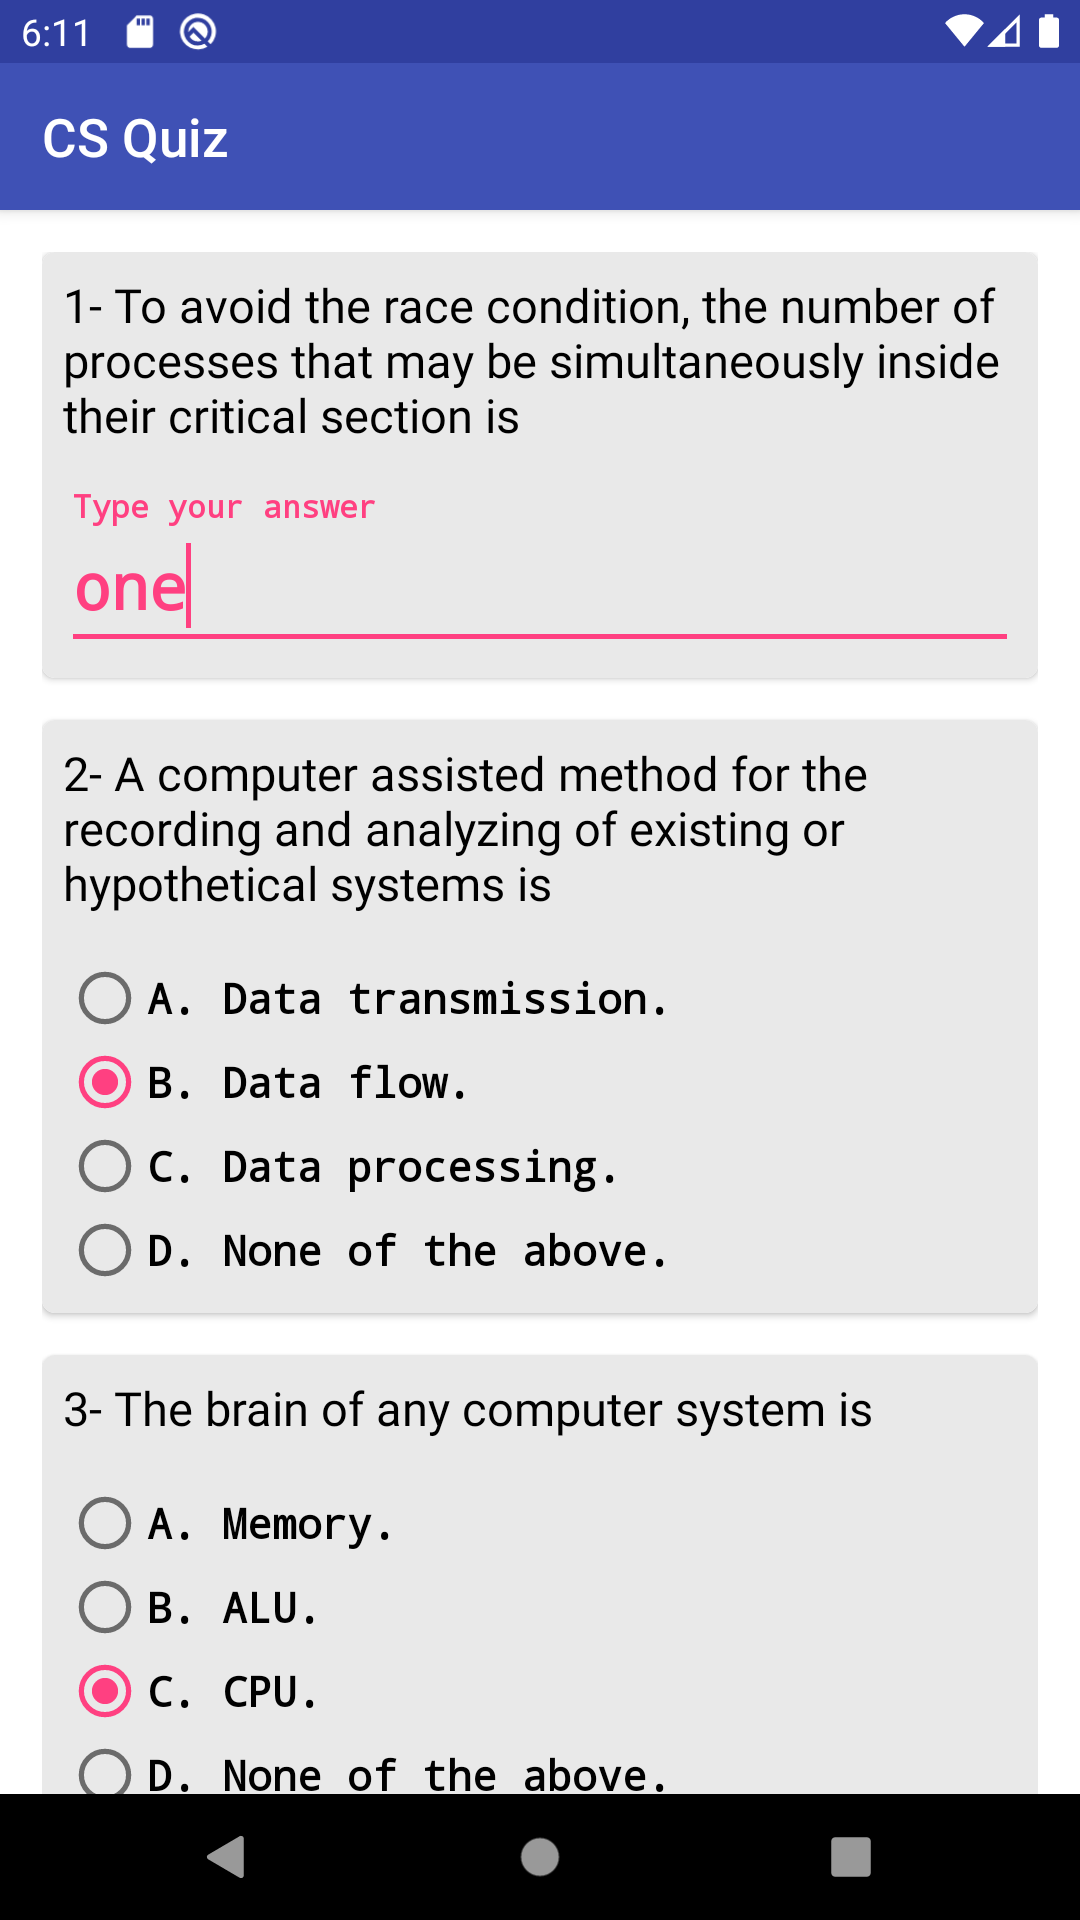 6:11
CS Quiz
1- To avoid the race condition, the number of
processes that may be simultaneously inside
their critical section is
Type your answer
one
2- A computer assisted method for the
recording and analyzing of existing or
hypothetical systems is
A. Data transmission.
B. Data flow.
C. Data processing.
D. None of the above.
3- The brain of any computer system is
A. Memory.
B. ALU.
C. CPU.
D. None of the above.